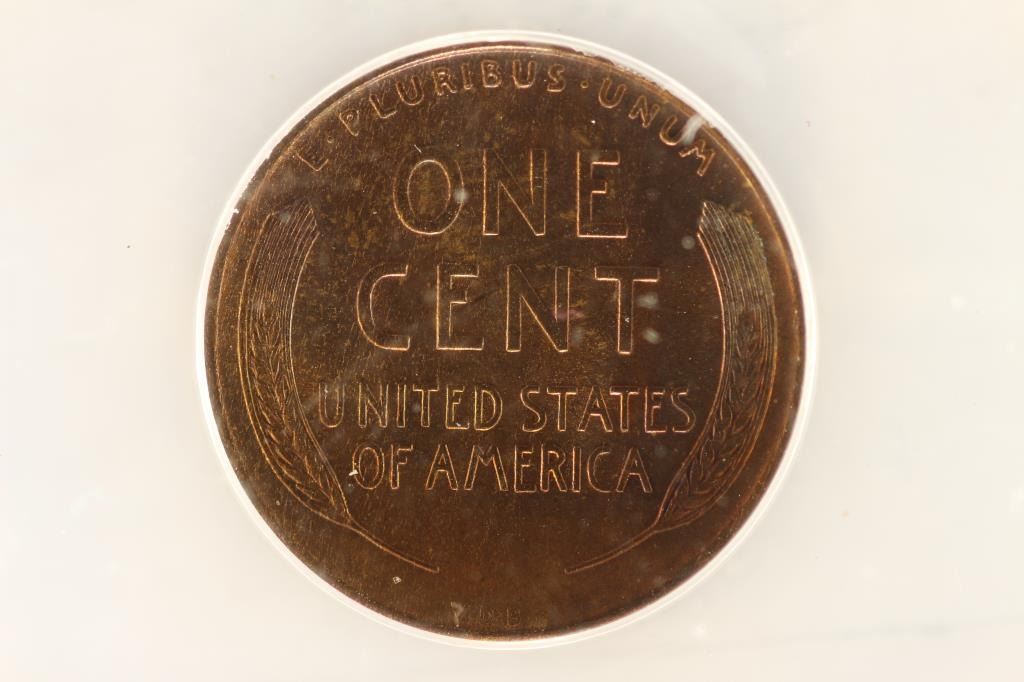 E·PLURIBUS·UNUM
ONE
CENT
UNITED STATES
OF AMERICA